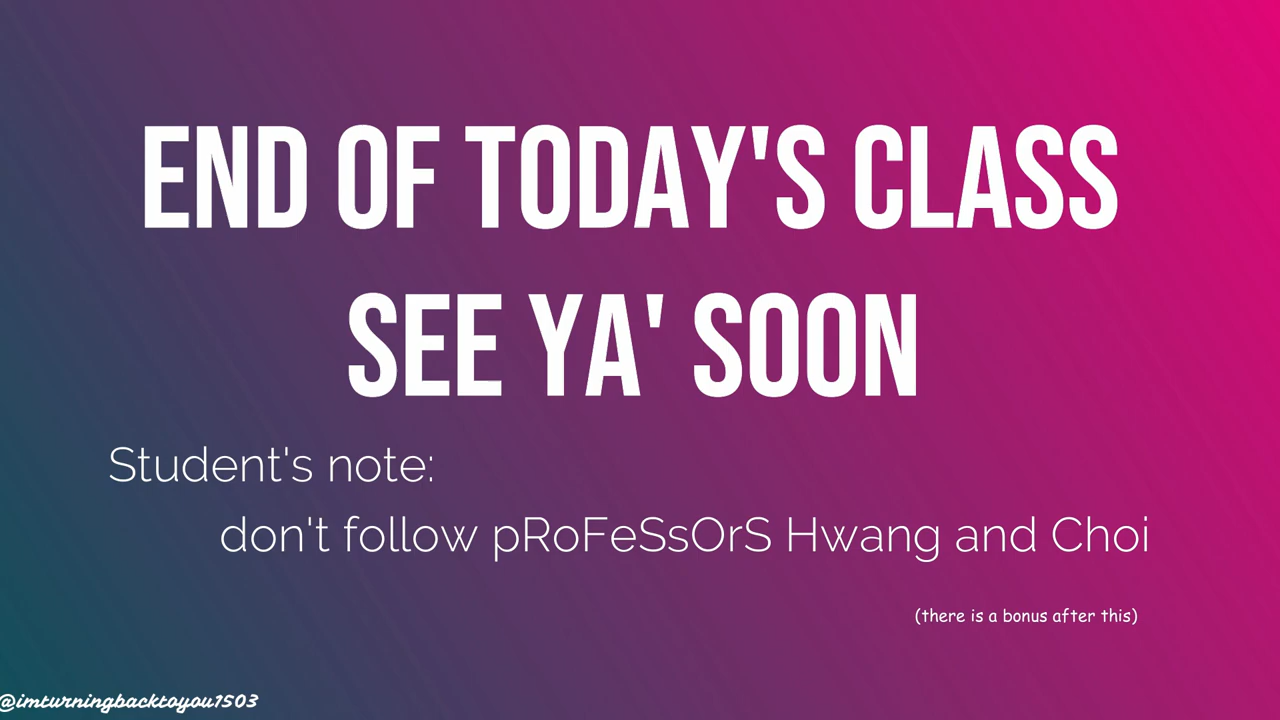 END OF TODAY'S CLASS
SEE YA' SOON
Student's note:
don't follow pRoFeSsOrS Hwang and Choi
(there is a bonus after this)
@imturningbacktoyou1503